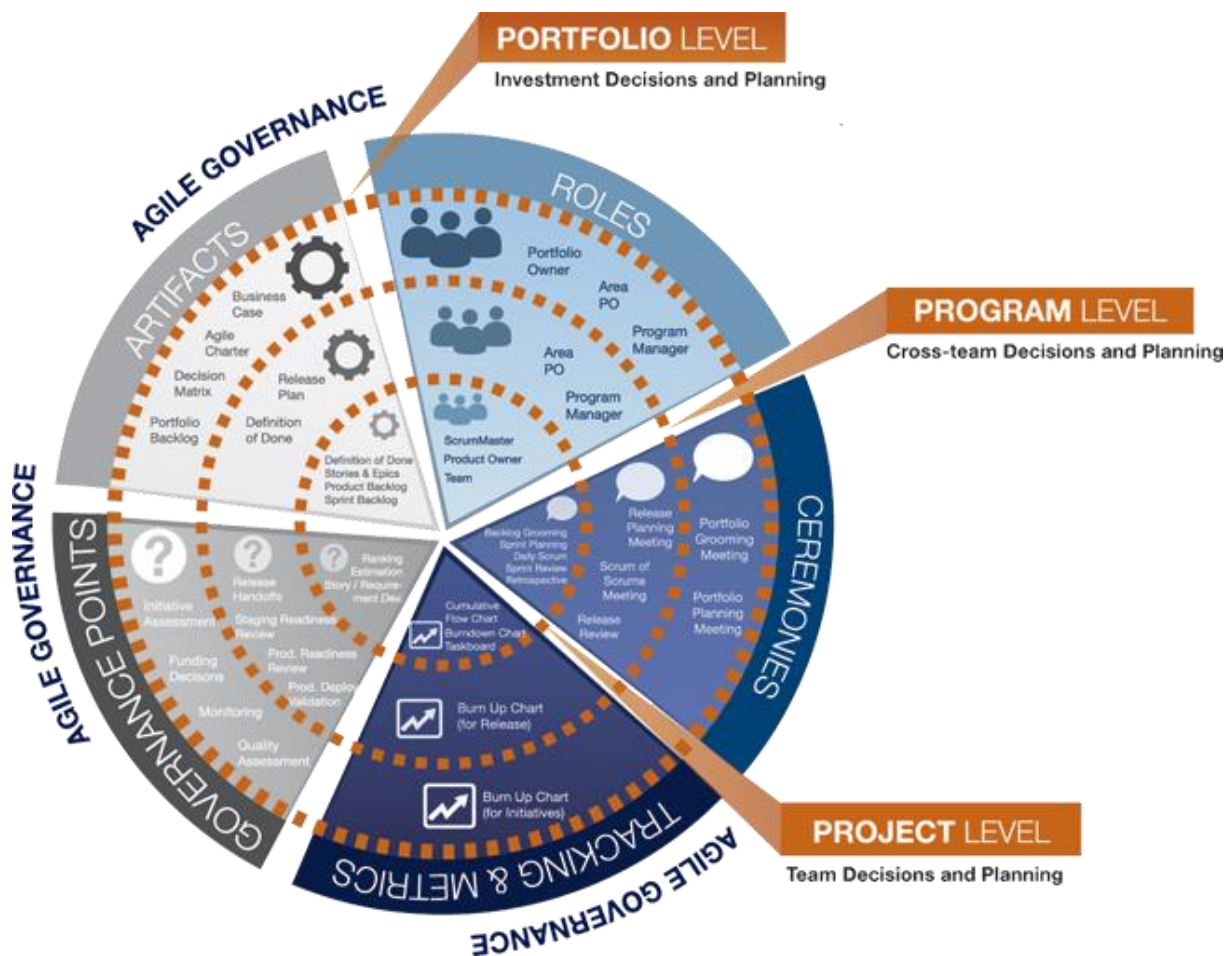 PORTFOLIO LEVEL
Investment Decisions and Planning
AGILE GOVERNANCE
ARTIFACTS
Business
Case
Agile
Charter
Decision
Matrix
Portfolio
Backlog
Release
Plan
Definition
of Done
Definition of Done
Stories & Epics
Product Backlog
Sprint Backlog
ROLES
Portfolio
Owner
Area
PO
Program
Manager
Area
PO
Program
Manager
ScrumMaster
Product Owner
Team
PROGRAM LEVEL
Cross-team Decisions and Planning
CEREMONIES
Backlog Grooming
Sprint Planning
Daily Scrum
Sprint Review
Retrospective
Release
Planning
Meeting
Scrum of
Scrums
Meeting
Release
Review
Portfolio
Grooming
Meeting
Portfolio
Planning
Meeting
AGILE GOVERNANCE
GOVERNANCE POINTS
?
Initiative
Assessment
Funding
Decisions
Monitoring
Quality
Assessment
?
Release
Handoffs
Staging Readiness
Review
Prod. Readiness
Review
Prod. Deploy
Validation
?
Ranking
Estimation
Story / Require-
ment Dev.
TRACKING & METRICS
Cumulative
Flow Chart
Burndown Chart
Taskboard
Burn Up Chart
(for Release)
Burn Up Chart
(for Initiatives)
AGILE GOVERNANCE
PROJECT LEVEL
Team Decisions and Planning